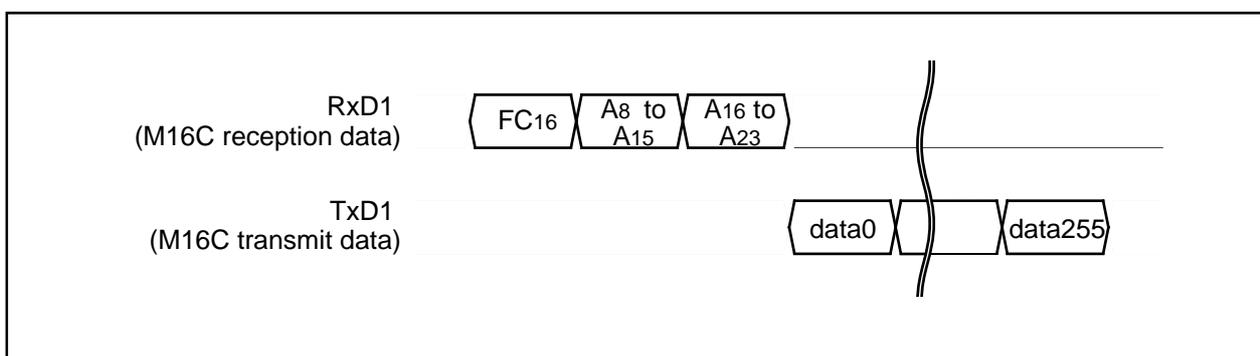 RxD1
(M16C reception data)
FC16
A8 to
A15
A16 to
A23
TxD1
(M16C transmit data)
data0
data255